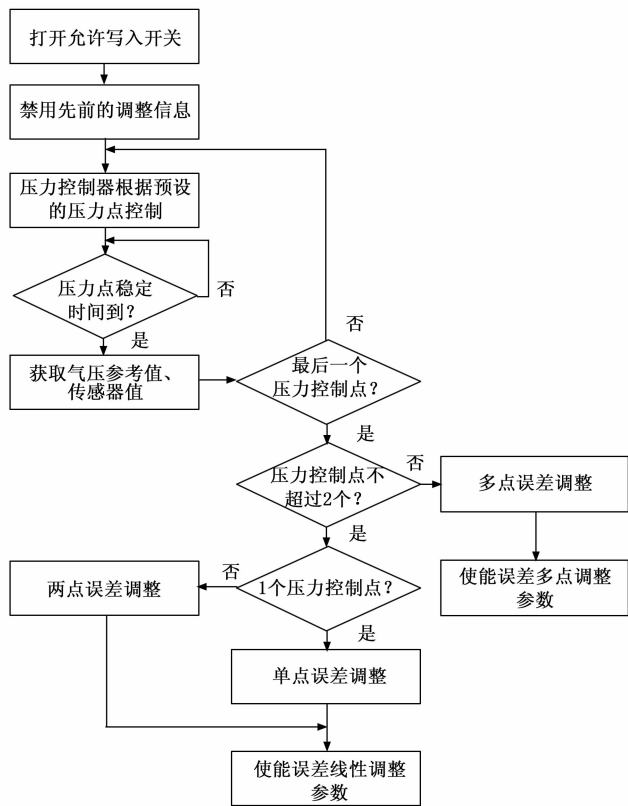 打开允许写入开关
禁用先前的调整信息
压力控制器根据预设
的压力点控制
压力点稳定
时间到？
否
是
获取气压参考值、
传感器值
否
最后一个
压力控制点？
是
压力控制点不
超过2个？
否
多点误差调整
是
使能误差多点调整
参数
1个压力控制点？
否
两点误差调整
是
单点误差调整
使能误差线性调整
参数